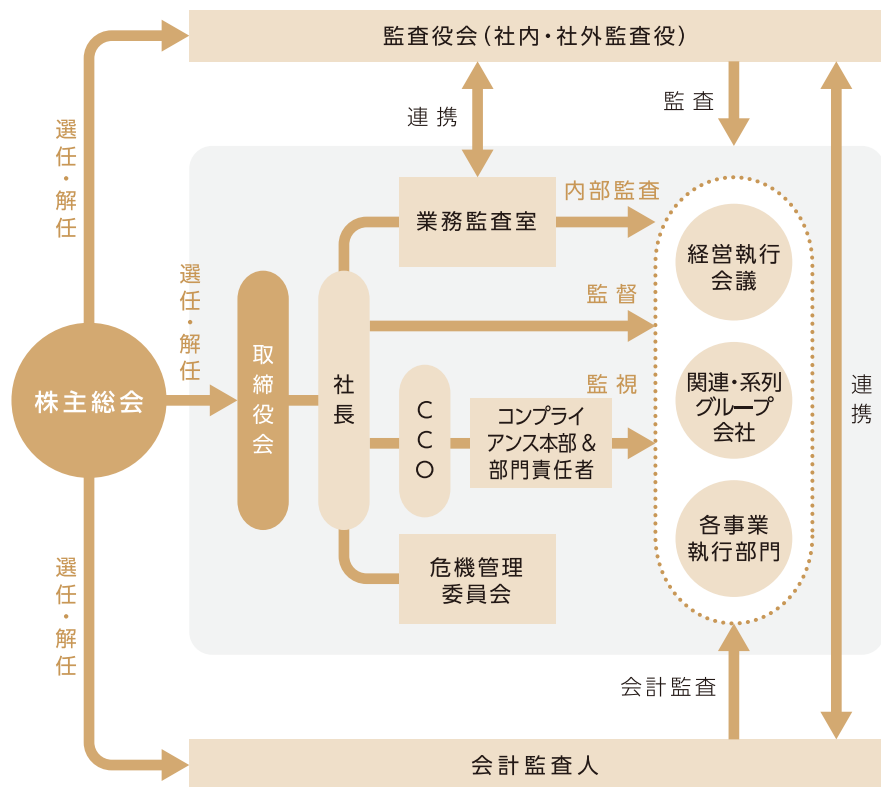 監査役会（社内・社外監査役）
連携
監査
選任・解任
選任・解任
内部監査
業務監査室
経営執行
会議
監督
株主総会
取締役会
社長
監視
CCO
コンプライ
アンス本部＆
部門責任者
関連・系列
グループ
会社
連携
危機管理
委員会
各事業
執行部門
選任・解任
会計監査
会計監査人